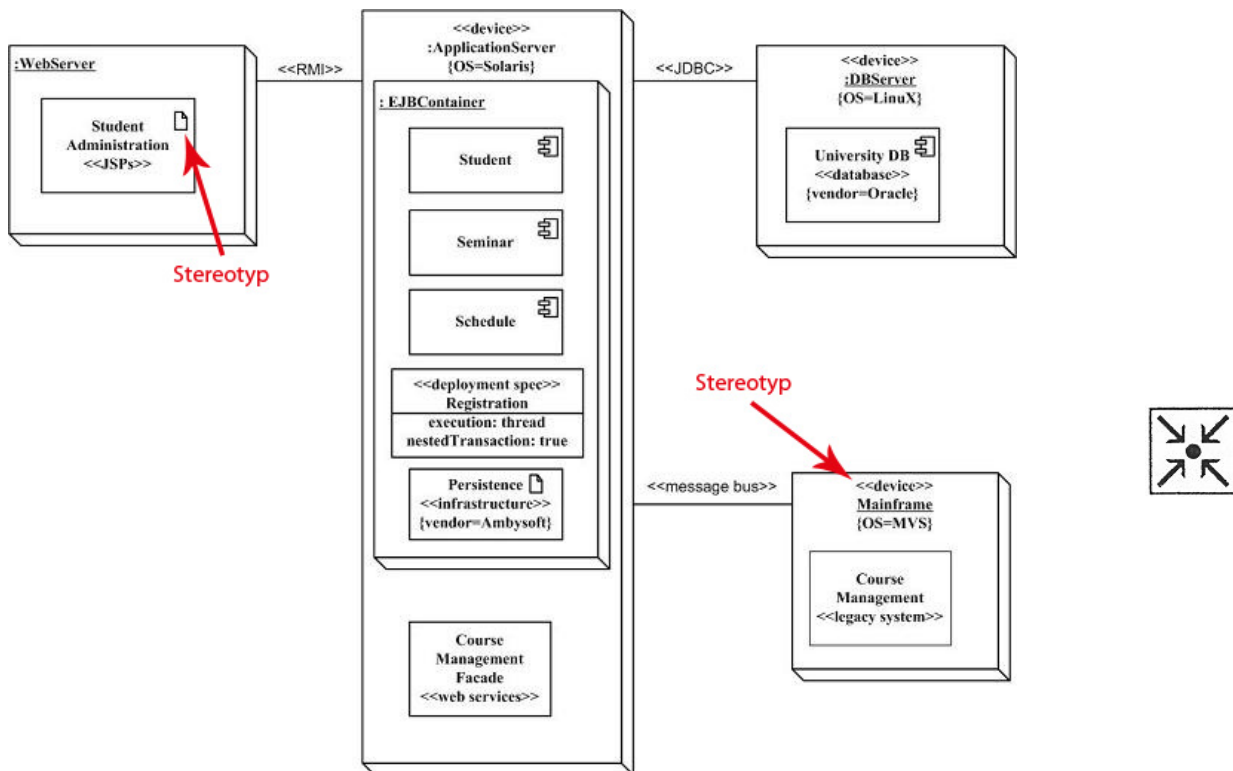 :WebServer
Student
Administration
<<JSPs>>
Stereotyp
<<RMI>>
<<device>>
:ApplicationServer
{OS=Solaris}
: EJBContainer
Student
Seminar
Schedule
<<deployment spec>>
Registration
execution: thread
nestedTransaction: true
Persistence
<<infrastructure>>
{vendor=Ambysoft}
Course
Management
Facade
<<web services>>
<<JDBC>>
<<device>>
:DBServer
{OS=LinuX}
University DB
<<database>>
{vendor=Oracle}
Stereotyp
<<message bus>>
<<device>>
Mainframe
{OS=MVS}
Course
Management
<<legacy system>>